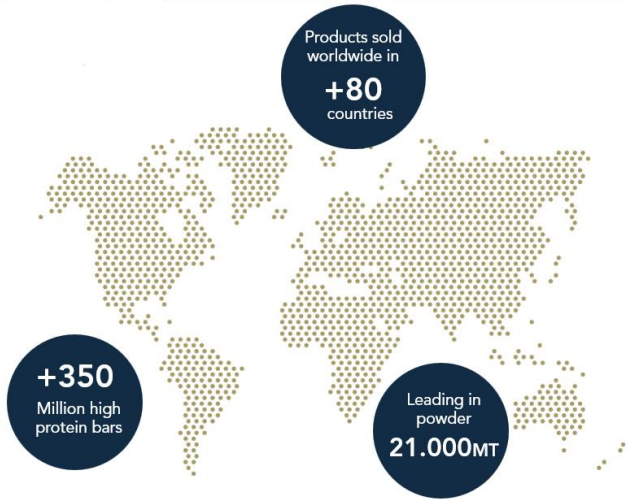 Products sold
worldwide in
+80
countries
+350
Million high
protein bars
Leading in
powder
21.000MT